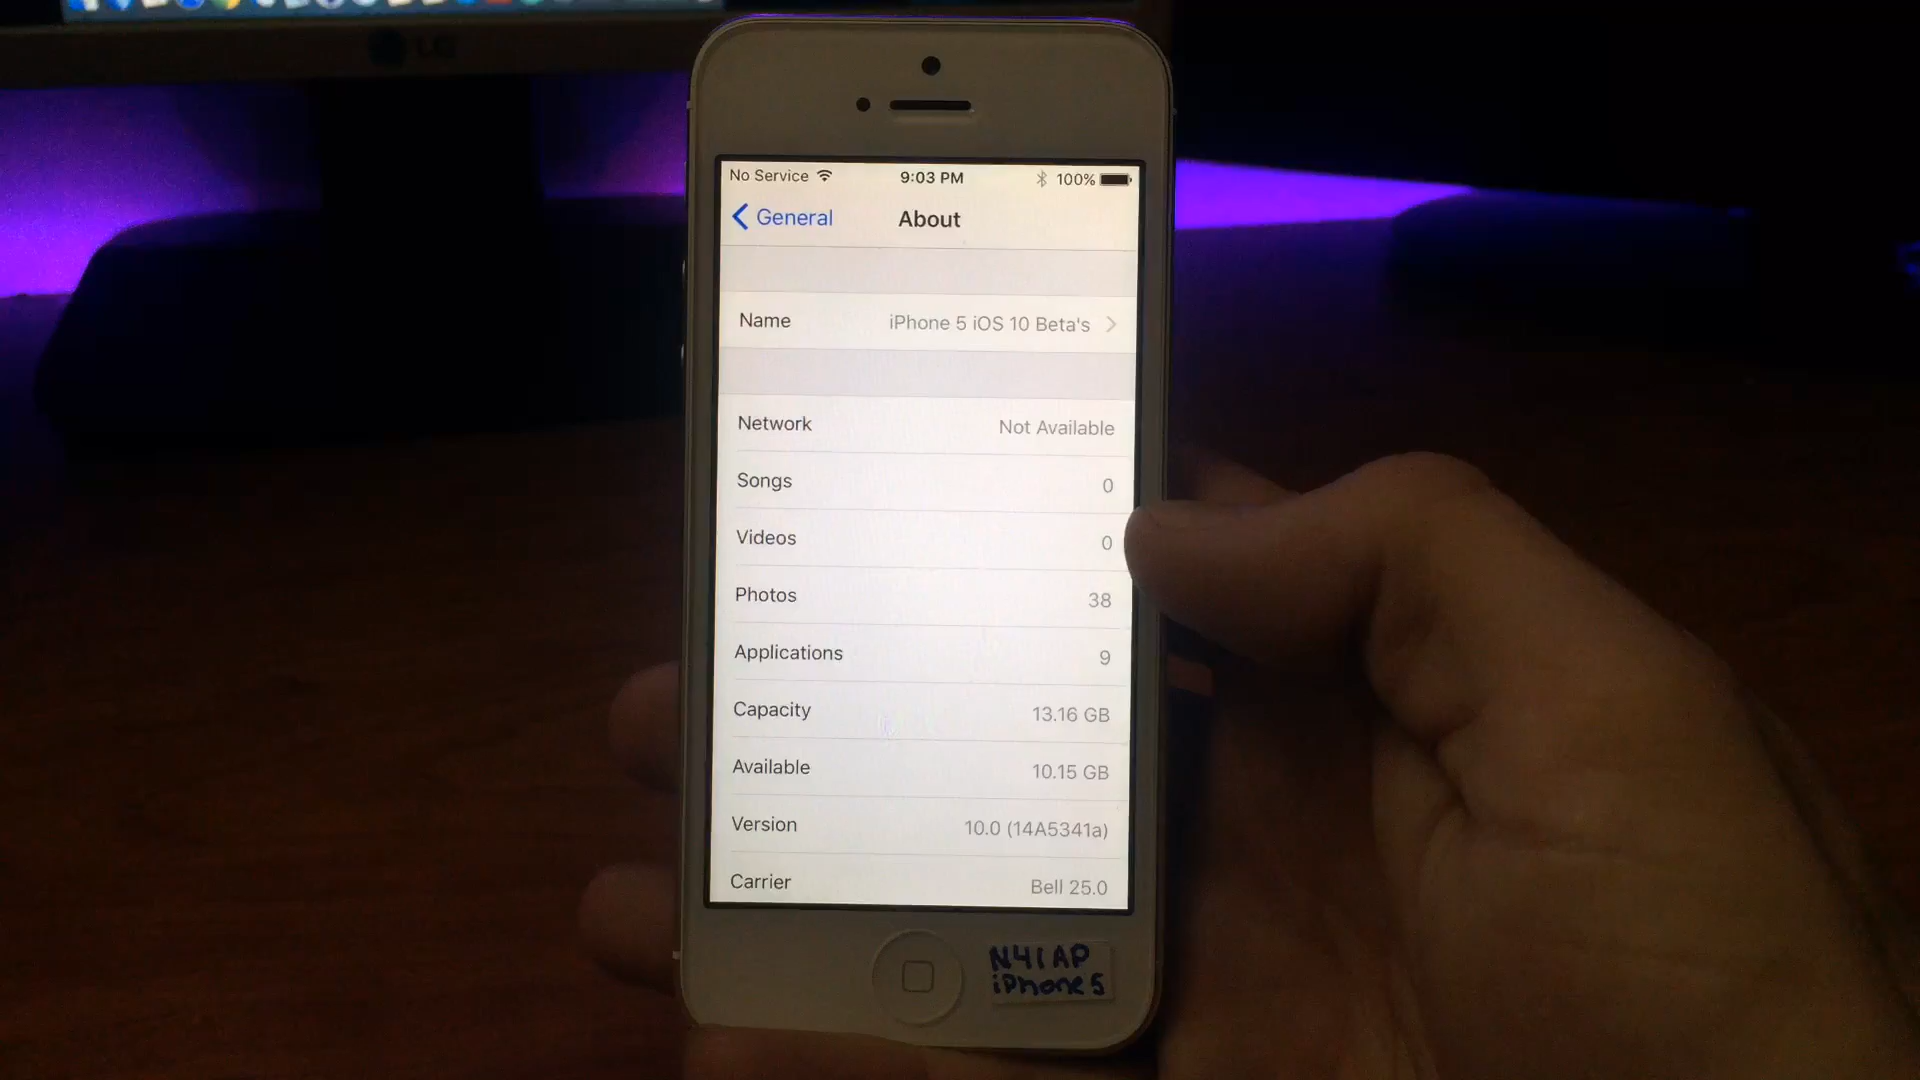 LG
No Service 9:03 PM 100%
General About
Name iPhone 5 iOS 10 Beta's
Network Not Available
Songs 0
Videos 0
Photos 38
Applications 9
Capacity 13.16 GB
Available 10.15 GB
Version 10.0 (14A5341a)
Carrier Bell 25.0
N41AP
iPhone 5